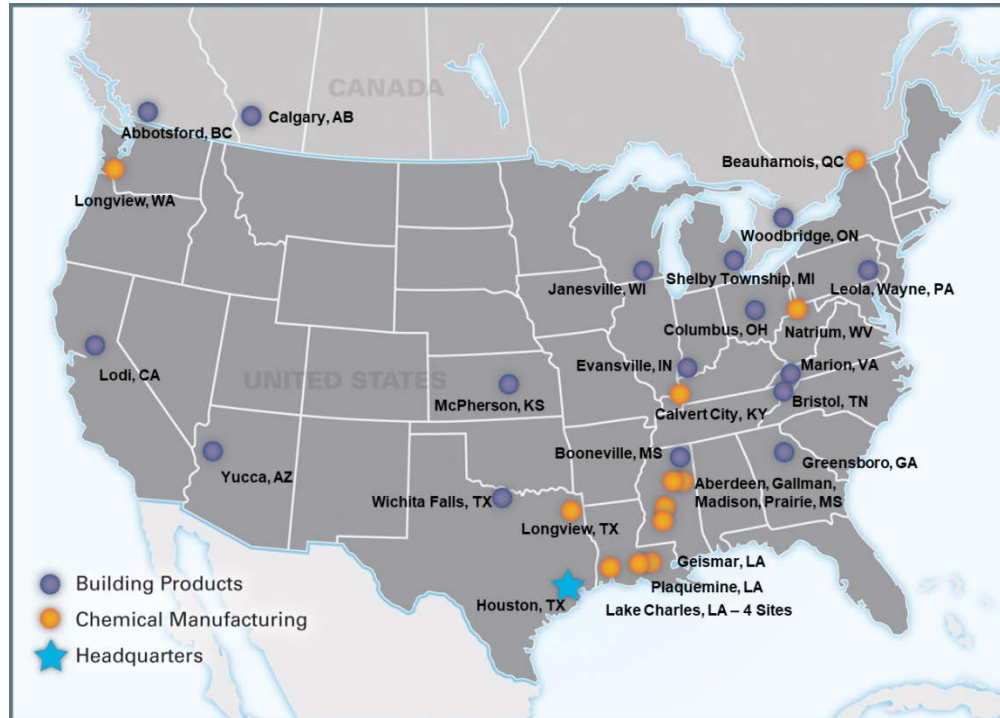 CANADA
Abbotsford, BC
Calgary, AB
Beauharnois, QC
Longview, WA
Woodbridge, ON
Janesville, WI
Shelby Township, MI
Leola, Wayne, PA
Columbus, OH
Natrium, WV
Lodi, CA
UNITED STATES
McPherson, KS
Evansville, IN
Marion, VA
Calvert City, KY
Bristol, TN
Yucca, AZ
Booneville, MS
Greensboro, GA
Wichita Falls, TX
Aberdeen, Gallman,
Madison, Prairie, MS
Longview, TX
Geismar, LA
Plaquemine, LA
Houston, TX
Lake Charles, LA – 4 Sites
Building Products
Chemical Manufacturing
Headquarters